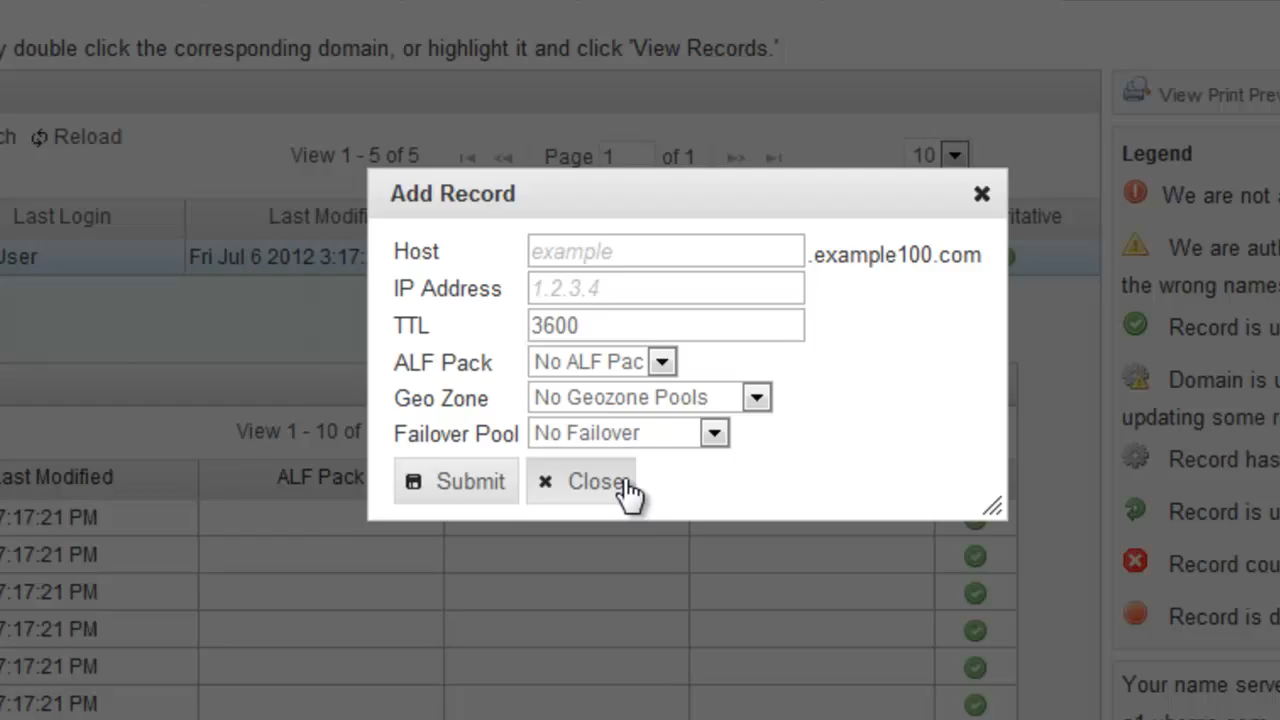 y double click the corresponding domain, or highlight it and click 'View Records.'
View Print Pre
ch Reload
View 1 - 5 of 5
Page 1 of 1
10
Legend
Last Login
Last Modifi
itative
User
Fri Jul 6 2012 3:17:
Add Record
Host
example
.example100.com
IP Address
1.2.3.4
TTL
3600
ALF Pack
No ALF Pac
Geo Zone
No Geozone Pools
Failover Pool
No Failover
Submit
Close
View 1 - 10 of
ast Modified
ALF Pack
7:17:21 PM
7:17:21 PM
7:17:21 PM
7:17:21 PM
7:17:21 PM
7:17:21 PM
We are not
We are aut
the wrong names
Record is u
Domain is u
updating some r
Record has
Record is u
Record cou
Record is d
Your name serve